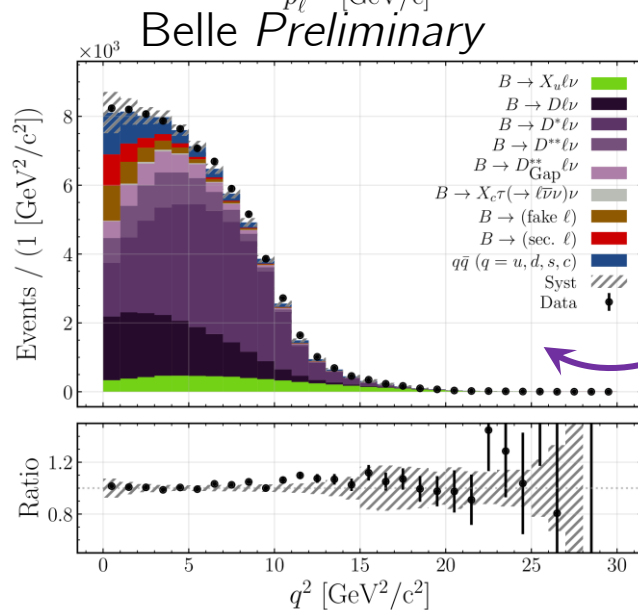 Belle Preliminary
×10³
8
6
4
2
0
Events / (1 [GeV²/c²])
B → X_u ℓν
B → Dℓν
B → D*ℓν
B → D**ℓν
B → D**_Gap ℓν
B → X_c τ(→ ℓν̄ν)ν
B → (fake ℓ)
B → (sec. ℓ)
qq̄ (q = u, d, s, c)
Syst
Data
1.2
0.8
Ratio
0 5 10 15 20 25 30
q² [GeV²/c²]